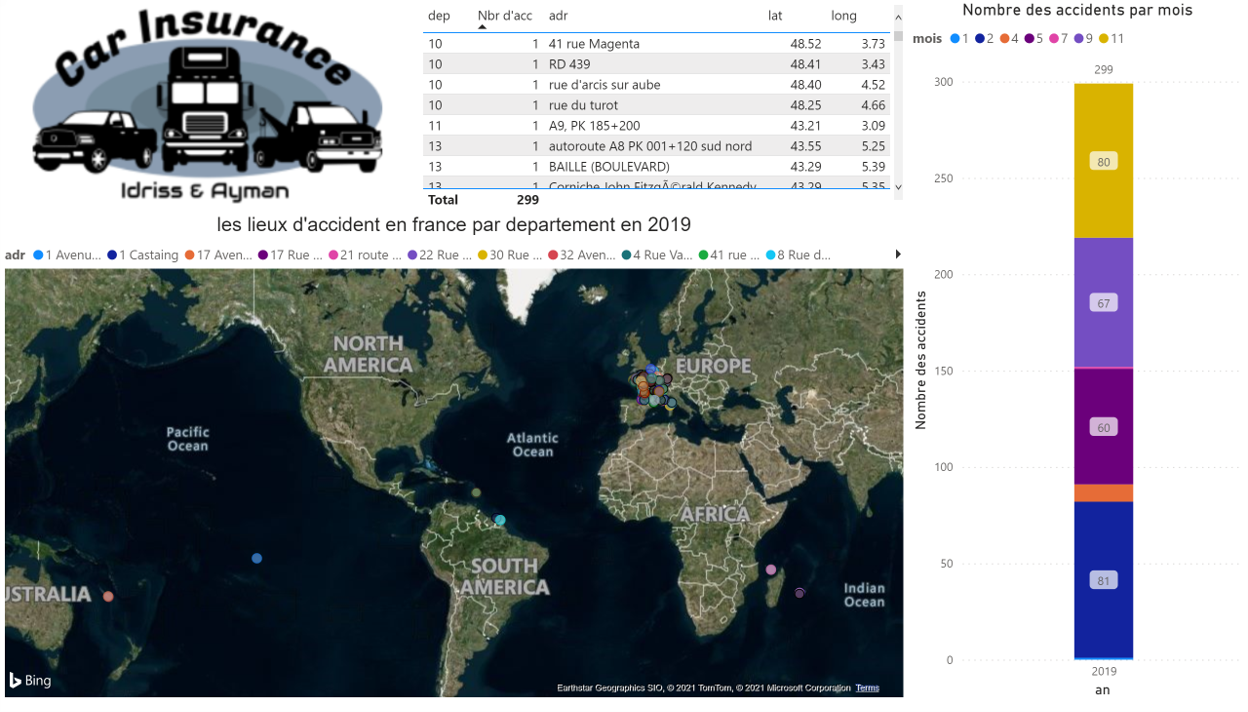 Car Insurance
Idriss & Ayman
dep Nbr d'acc adr lat long
10 1 41 rue Magenta 48.52 3.73
10 1 RD 439 48.41 3.43
10 1 rue d'arcis sur aube 48.40 4.52
10 1 rue du turot 48.25 4.66
11 1 A9, PK 185+200 43.21 3.09
13 1 autoroute A8 PK 001+120 sud nord 43.55 5.25
13 1 BAILLE (BOULEVARD) 43.29 5.39
13 1 Corniche John FitzgÃ©rald Kennedy 43.29 5.35
Total 299
les lieux d'accident en france par departement en 2019
adr 1 Avenu... 1 Castaing 17 Aven... 17 Rue ... 21 route ... 22 Rue ... 30 Rue ... 32 Aven... 4 Rue Va... 41 rue ... 8 Rue d...
NORTH
AMERICA
EUROPE
Pacific
Ocean
Atlantic
Ocean
AFRICA
SOUTH
AMERICA
USTRALIA
Indian
Ocean
Bing
Earthstar Geographics SIO, © 2021 TomTom, © 2021 Microsoft Corporation Terms
Nombre des accidents par mois
mois 1 2 4 5 7 9 11
299
300
250
200
150
100
50
0
80
67
60
81
Nombre des accidents
2019
an